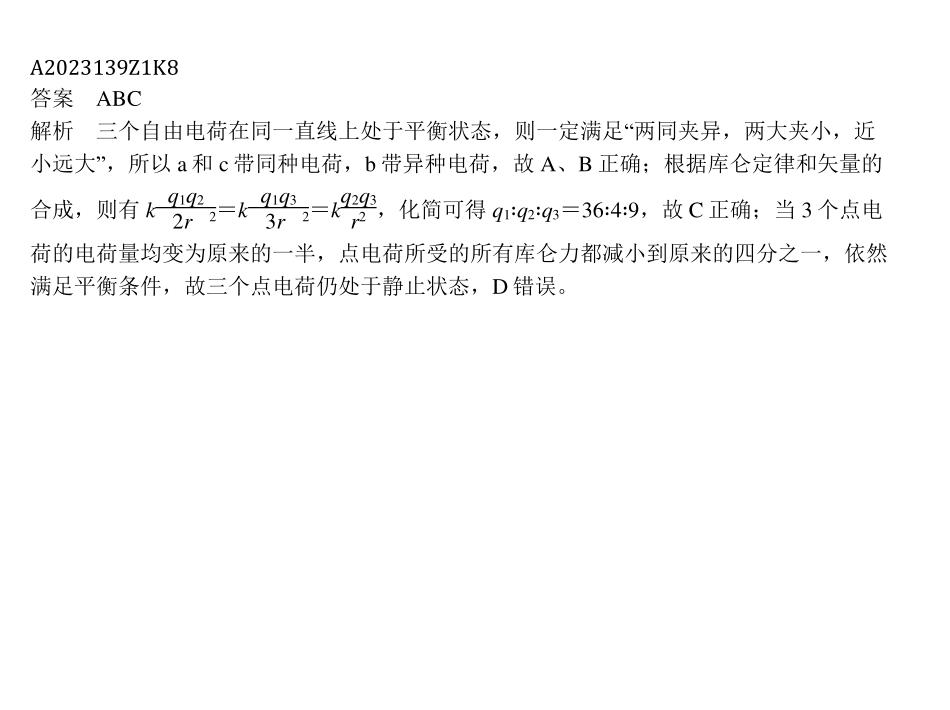 A2023139Z1K8
答案 ABC
解析 三个自由电荷在同一直线上处于平衡状态，则一定满足“两同夹异，两大夹小，近
小远大”，所以 a 和 c 带同种电荷，b 带异种电荷，故 A、B 正确；根据库仑定律和矢量的
合成，则有 k\frac{q₁q₂}{2r ²}＝k\frac{q₁q₃}{3r ²}＝k\frac{q₂q₃}{r²}，化简可得 q₁∶q₂∶q₃＝36∶4∶9，故 C 正确；当 3 个点电
荷的电荷量均变为原来的一半，点电荷所受的所有库仑力都减小到原来的四分之一，依然
满足平衡条件，故三个点电荷仍处于静止状态，D 错误。